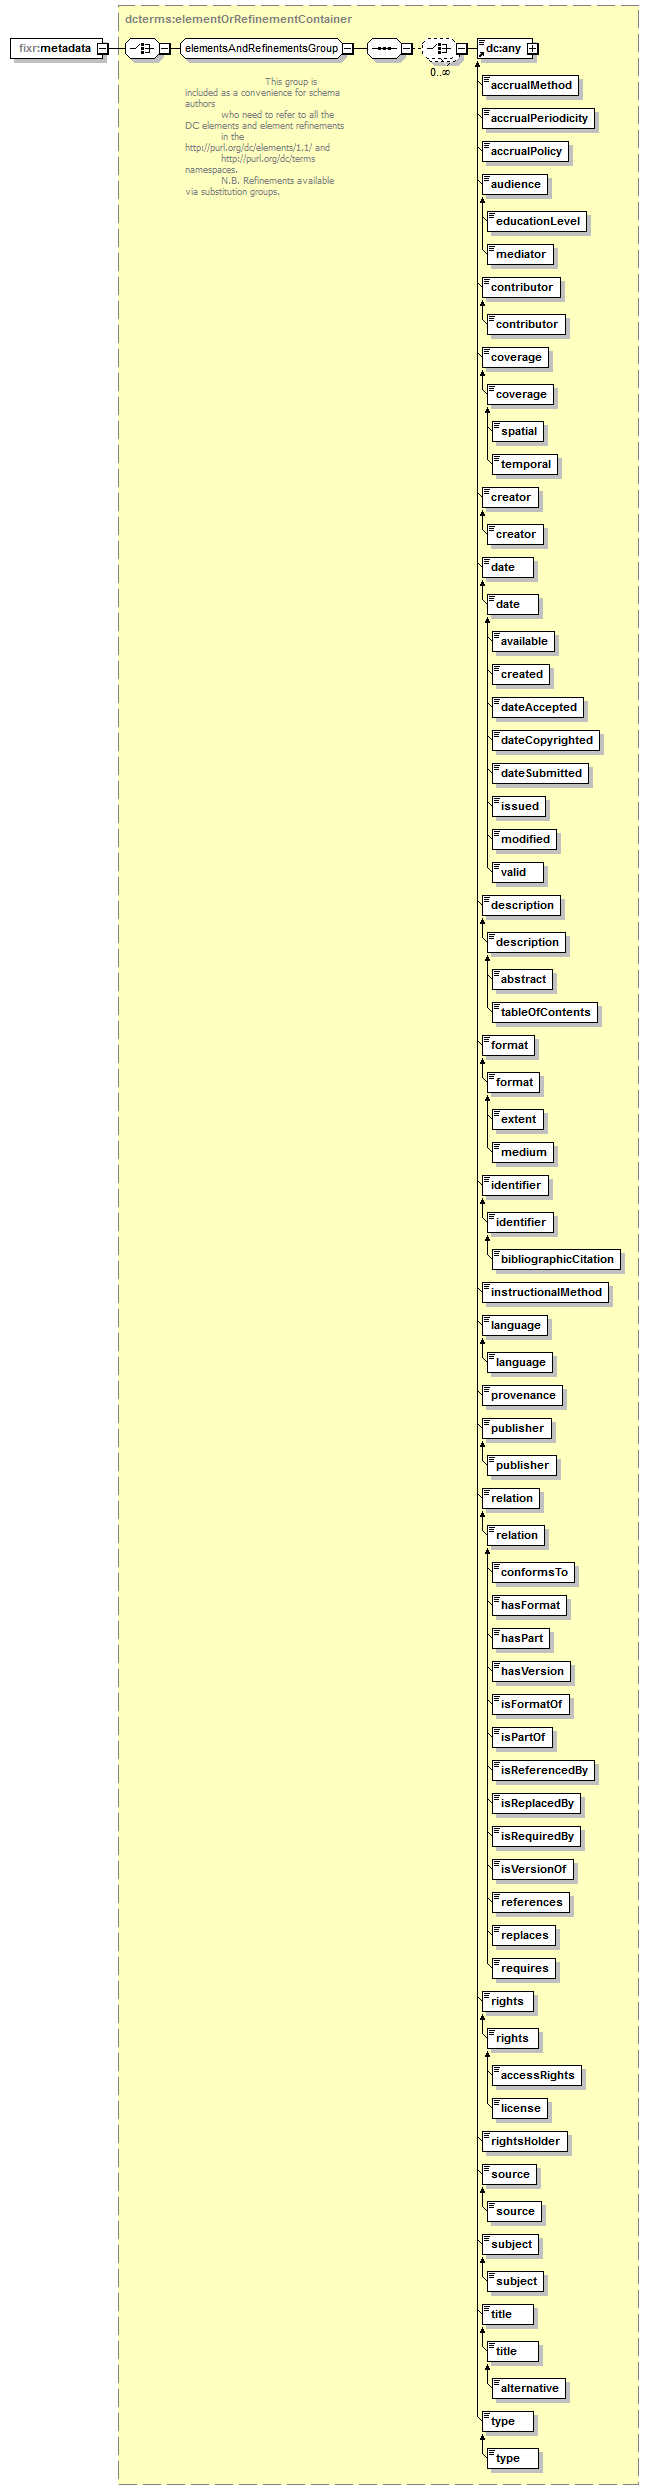 dcterms:elementOrRefinementContainer
fixr:metadata
elementsAndRefinementsGroup
0..∞
dc:any
This group is
included as a convenience for schema
authors
who need to refer to all the
DC elements and element refinements
in the
http://purl.org/dc/elements/1.1/ and
http://purl.org/dc/terms
namespaces.
N.B. Refinements available
via substitution groups.
accrualMethod
accrualPeriodicity
accrualPolicy
audience
educationLevel
mediator
contributor
contributor
coverage
coverage
spatial
temporal
creator
creator
date
date
available
created
dateAccepted
dateCopyrighted
dateSubmitted
issued
modified
valid
description
description
abstract
tableOfContents
format
format
extent
medium
identifier
identifier
bibliographicCitation
instructionalMethod
language
language
provenance
publisher
publisher
relation
relation
conformsTo
hasFormat
hasPart
hasVersion
isFormatOf
isPartOf
isReferencedBy
isReplacedBy
isRequiredBy
isVersionOf
references
replaces
requires
rights
rights
accessRights
license
rightsHolder
source
source
subject
subject
title
title
alternative
type
type